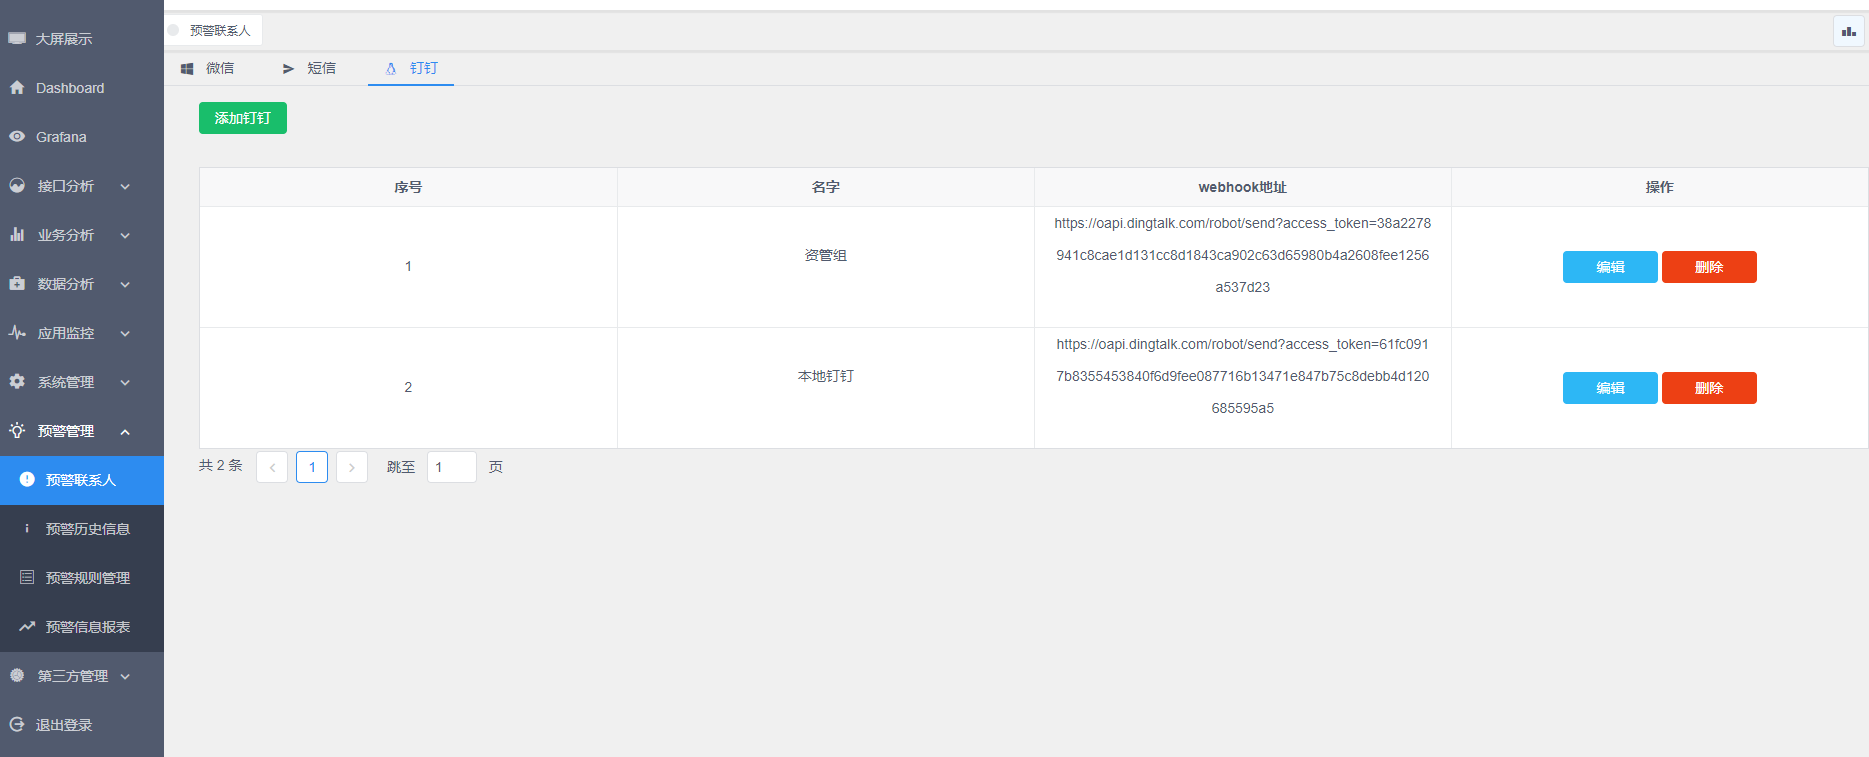 大屏展示
Dashboard
Grafana
接口分析
业务分析
数据分析
应用监控
系统管理
预警管理
预警联系人
预警历史信息
预警规则管理
预警信息报表
第三方管理
退出登录
预警联系人
微信 短信 钉钉
添加钉钉
序号 名字 webhook地址 操作
1 资管组 https://oapi.dingtalk.com/robot/send?access_token=38a2278
941c8cae1d131cc8d1843ca902c63d65980b4a2608fee1256
a537d23
编辑 删除
2 本地钉钉 https://oapi.dingtalk.com/robot/send?access_token=61fc091
7b8355453840f6d9fee087716b13471e847b75c8debb4d120
685595a5
编辑 删除
共 2 条 1 跳至 1 页